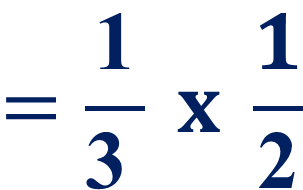 = 1/3 x 1/2